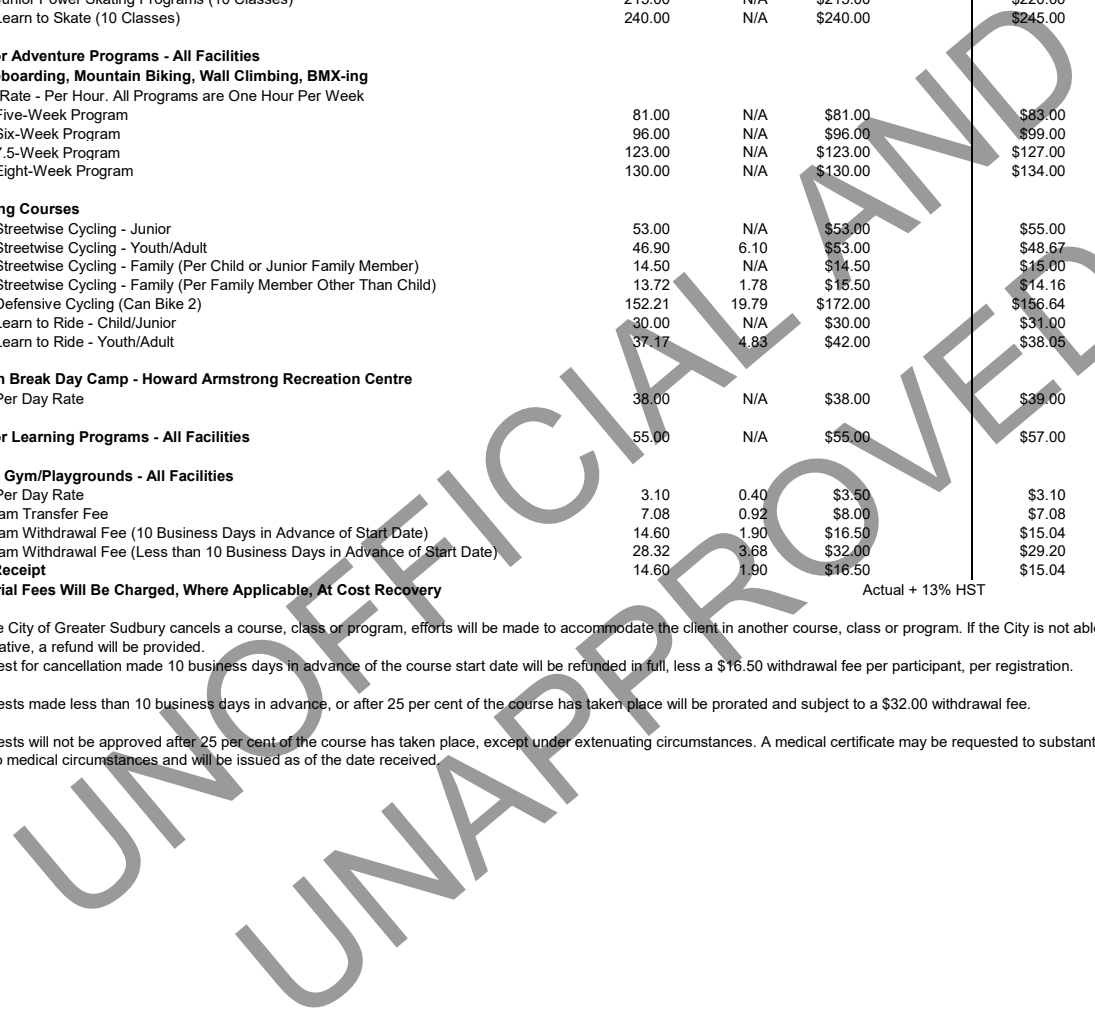 Junior Power Skating Programs (10 Classes) 215.00 N/A $215.00 $220.00
Learn to Skate (10 Classes) 240.00 N/A $240.00 $245.00
or Adventure Programs - All Facilities
boarding, Mountain Biking, Wall Climbing, BMX-ing
Rate - Per Hour. All Programs are One Hour Per Week
Five-Week Program 81.00 N/A $81.00 $83.00
Six-Week Program 96.00 N/A $96.00 $99.00
7.5-Week Program 123.00 N/A $123.00 $127.00
Eight-Week Program 130.00 N/A $130.00 $134.00
ng Courses
Streetwise Cycling - Junior 53.00 N/A $53.00 $55.00
Streetwise Cycling - Youth/Adult 46.90 6.10 $53.00 $48.67
Streetwise Cycling - Family (Per Child or Junior Family Member) 14.50 N/A $14.50 $15.00
Streetwise Cycling - Family (Per Family Member Other Than Child) 13.72 1.78 $15.50 $14.16
Defensive Cycling (Can Bike 2) 152.21 19.79 $172.00 $156.64
Learn to Ride - Child/Junior 30.00 N/A $30.00 $31.00
Learn to Ride - Youth/Adult 37.17 4.83 $42.00 $38.05
h Break Day Camp - Howard Armstrong Recreation Centre
Per Day Rate 38.00 N/A $38.00 $39.00
or Learning Programs - All Facilities 55.00 N/A $55.00 $57.00
Gym/Playgrounds - All Facilities
Per Day Rate 3.10 0.40 $3.50 $3.10
am Transfer Fee 7.08 0.92 $8.00 $7.08
am Withdrawal Fee (10 Business Days in Advance of Start Date) 14.60 1.90 $16.50 $15.04
am Withdrawal Fee (Less than 10 Business Days in Advance of Start Date) 28.32 3.68 $32.00 $29.20
Receipt 14.60 1.90 $16.50 $15.04
rial Fees Will Be Charged, Where Applicable, At Cost Recovery Actual + 13% HST
e City of Greater Sudbury cancels a course, class or program, efforts will be made to accommodate the client in another course, class or program. If the City is not able
ative, a refund will be provided.
est for cancellation made 10 business days in advance of the course start date will be refunded in full, less a $16.50 withdrawal fee per participant, per registration.
ests made less than 10 business days in advance, or after 25 per cent of the course has taken place will be prorated and subject to a $32.00 withdrawal fee.
ests will not be approved after 25 per cent of the course has taken place, except under extenuating circumstances. A medical certificate may be requested to substant
o medical circumstances and will be issued as of the date received.
UNOFFICIAL AND
UNAPPROVED